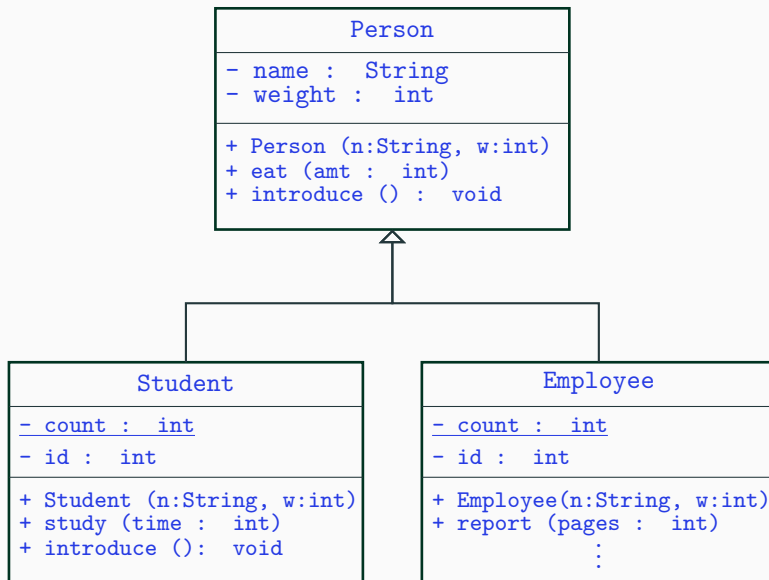 Person
- name : String
- weight : int
+ Person (n:String, w:int)
+ eat (amt : int)
+ introduce () : void
Student
- count : int
- id : int
+ Student (n:String, w:int)
+ study (time : int)
+ introduce (): void
Employee
- count : int
- id : int
+ Employee(n:String, w:int)
+ report (pages : int)
⋮